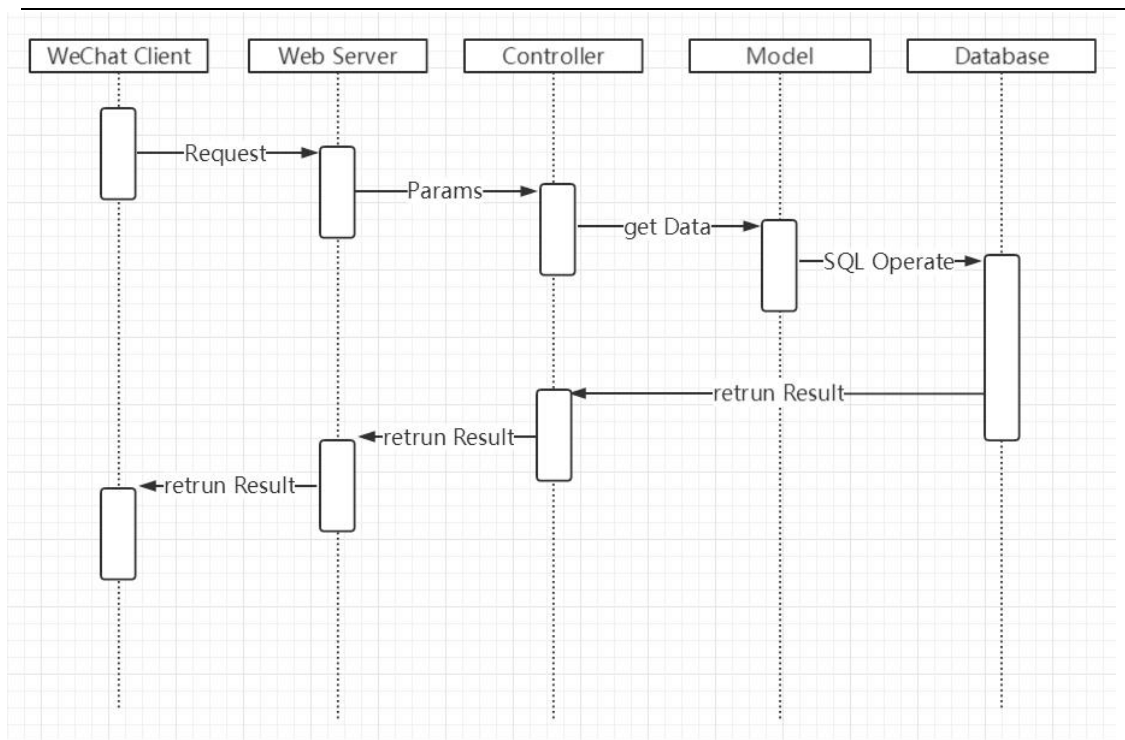 WeChat Client
Web Server
Controller
Model
Database
Request
Params
get Data
SQL Operate
retrun Result
retrun Result
retrun Result